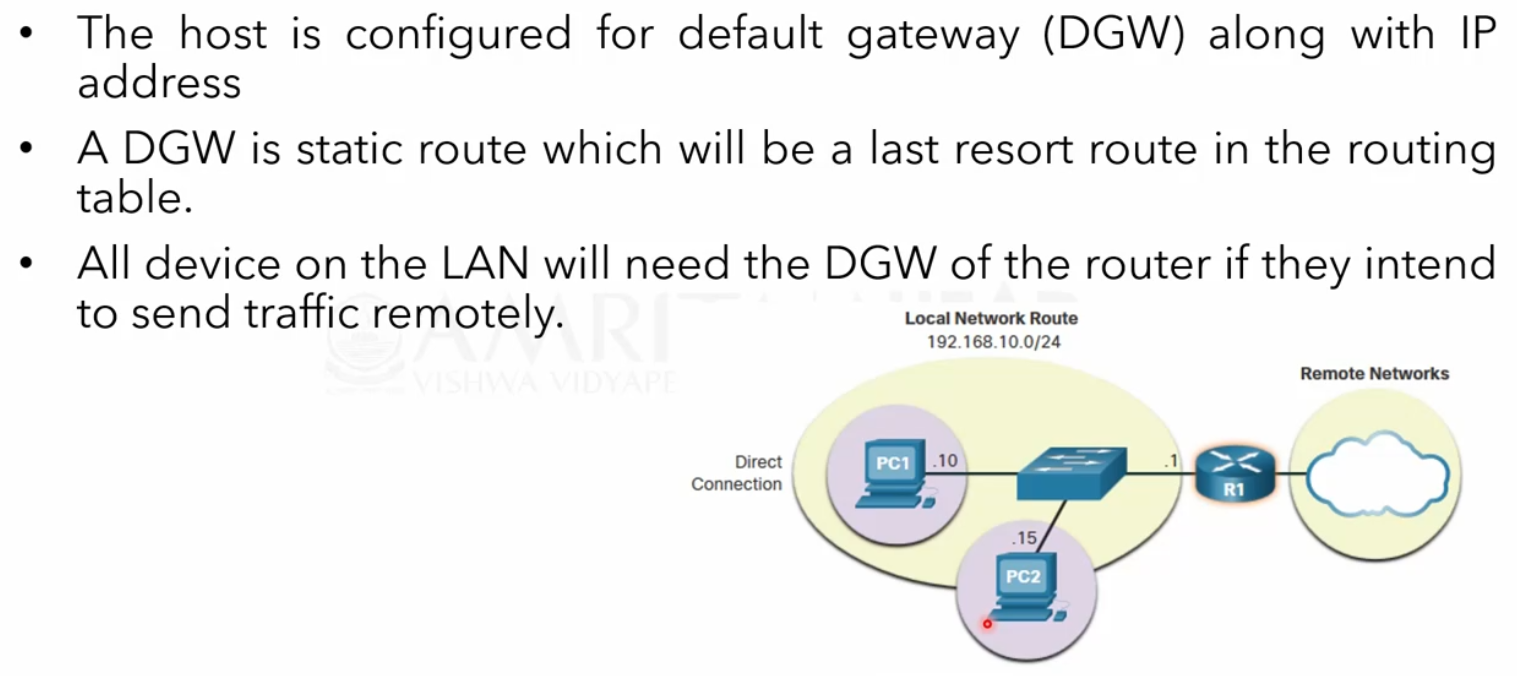 • The host is configured for default gateway (DGW) along with IP
address
• A DGW is static route which will be a last resort route in the routing
table.
• All device on the LAN will need the DGW of the router if they intend
to send traffic remotely.
AMRI
VISHWA VIDYAPE
Local Network Route
192.168.10.0/24
Remote Networks
Direct
Connection
PC1
.10
.1
R1
.15
PC2